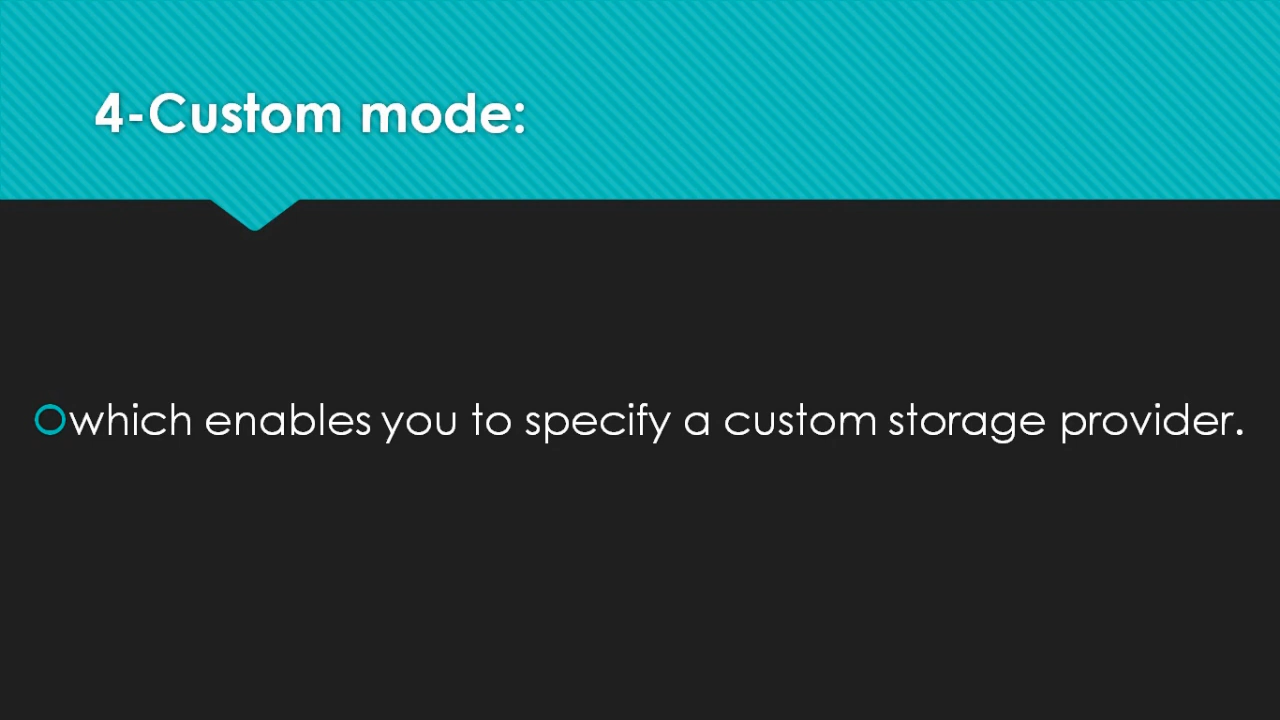 4-Custom mode:
which enables you to specify a custom storage provider.